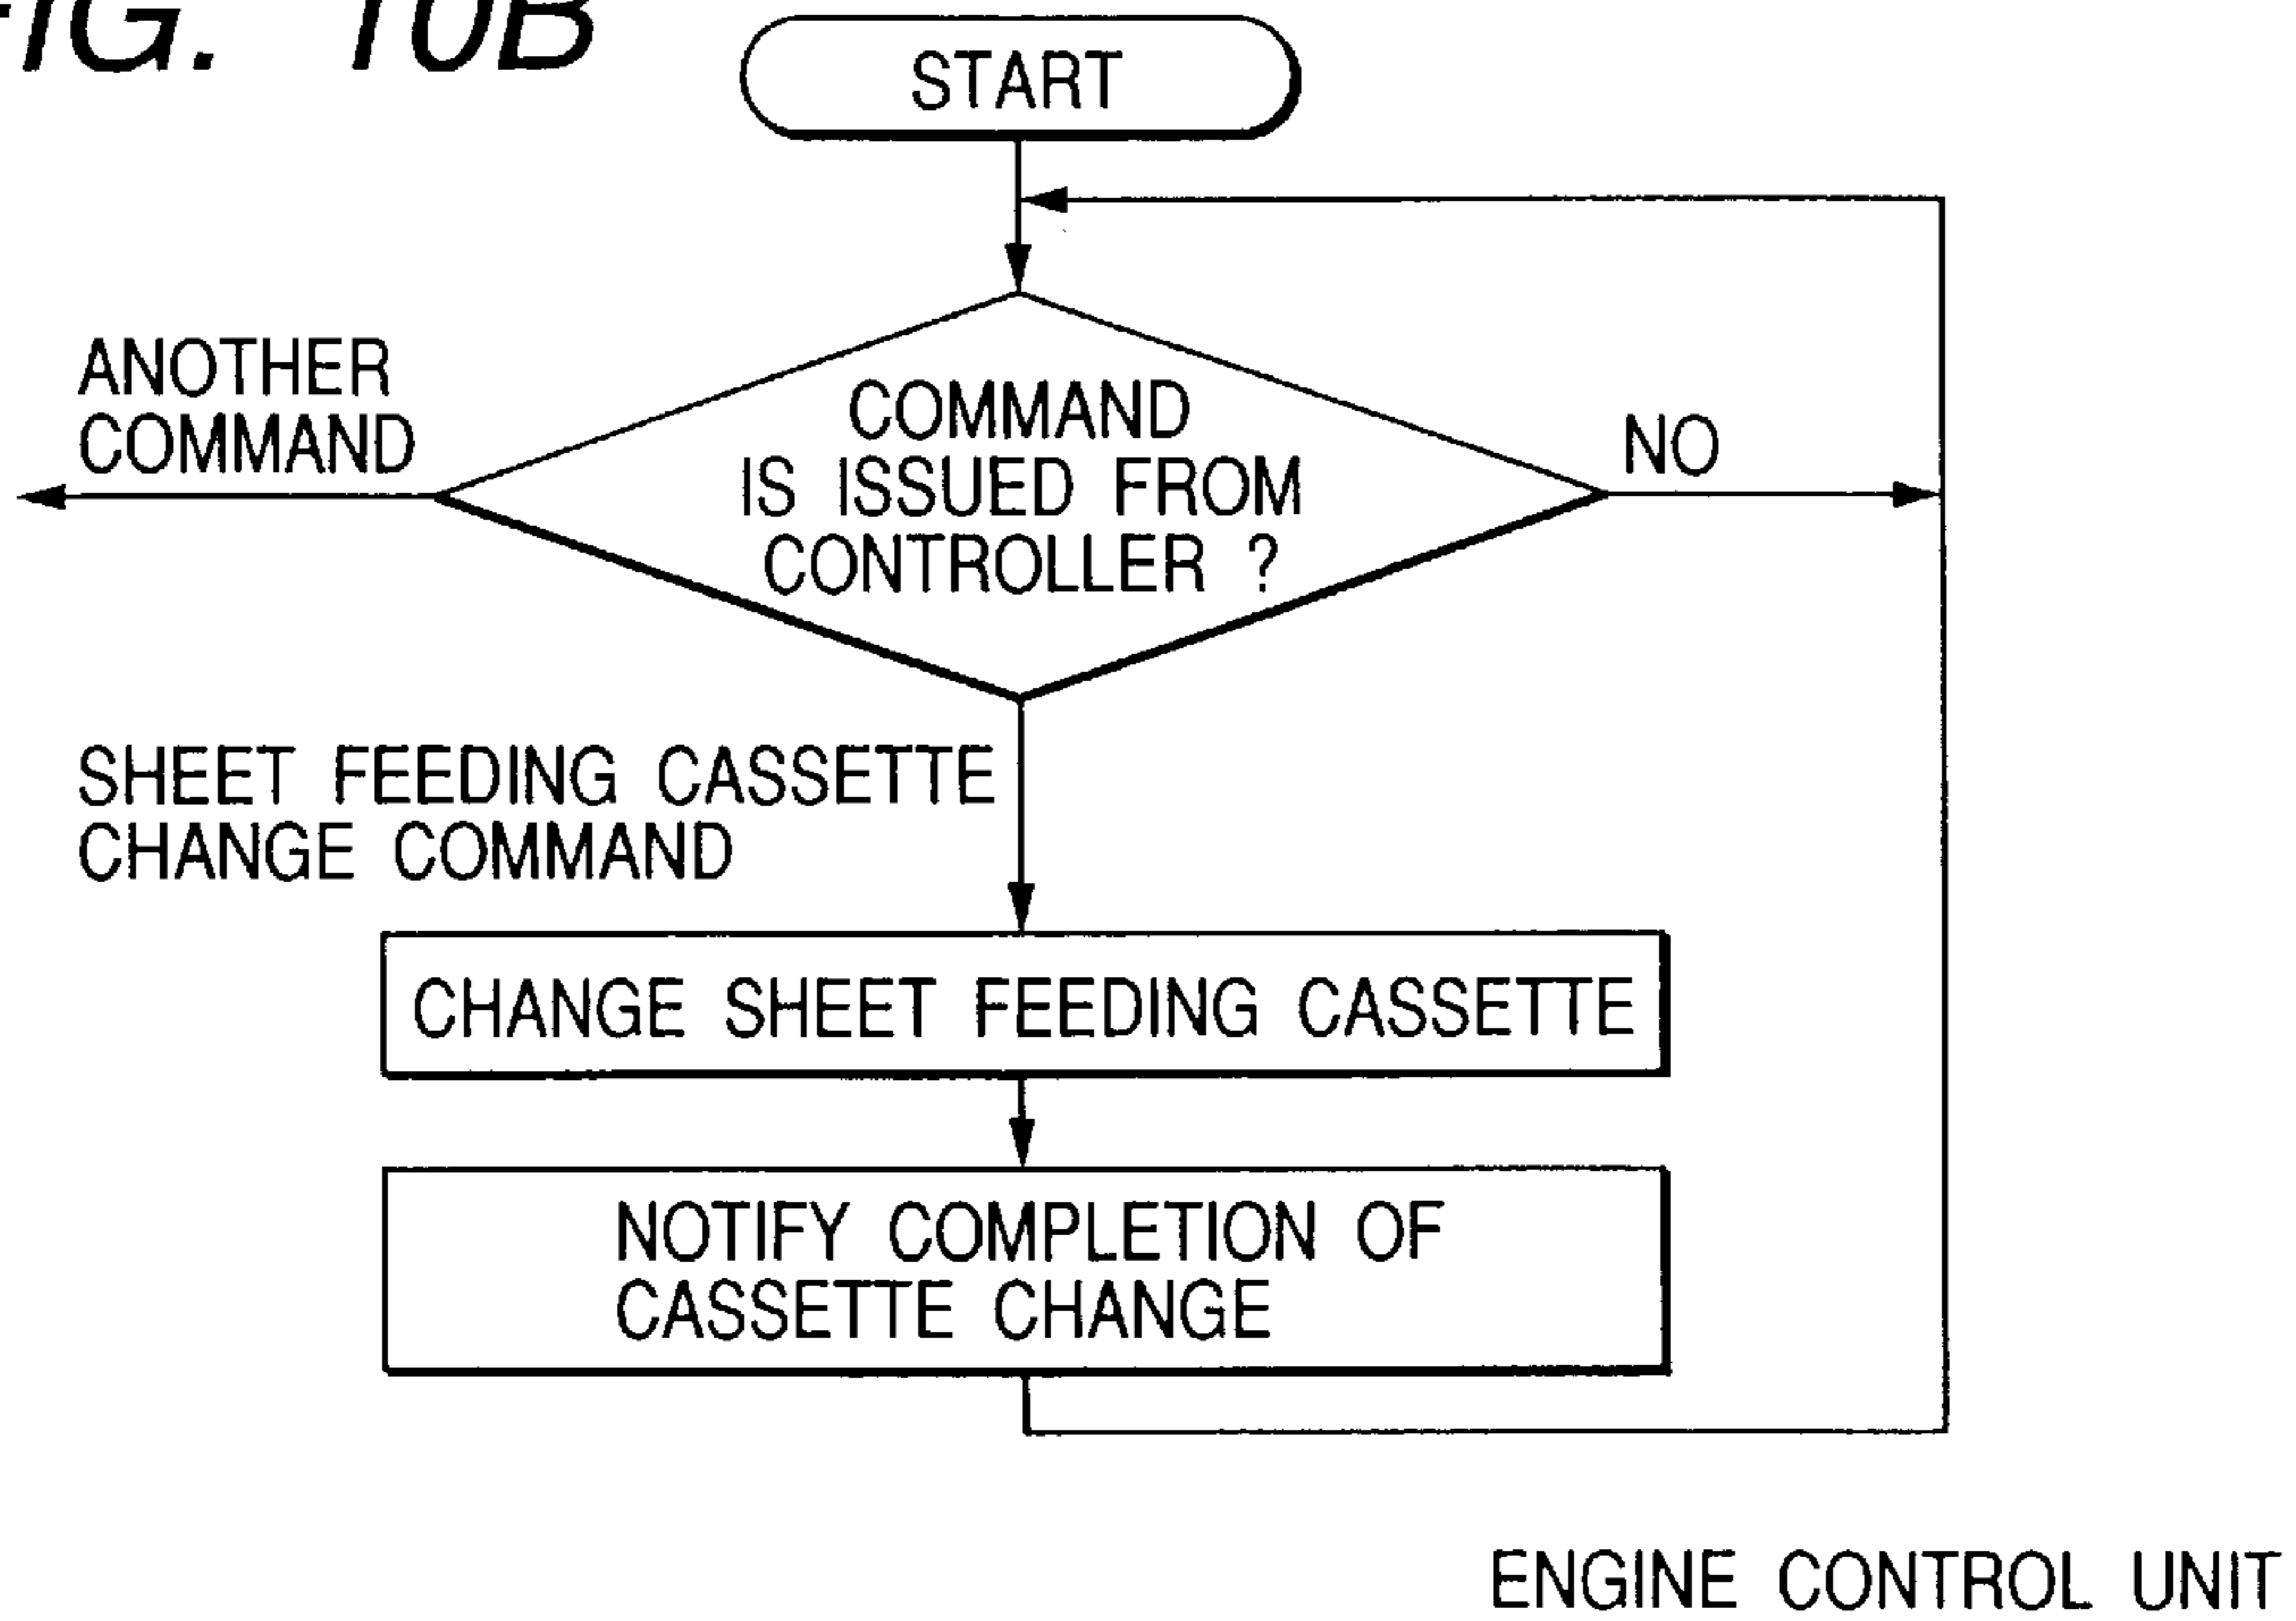 FIG. 10B
START
ANOTHER
COMMAND
COMMAND
IS ISSUED FROM
CONTROLLER ?
NO
SHEET FEEDING CASSETTE
CHANGE COMMAND
CHANGE SHEET FEEDING CASSETTE
NOTIFY COMPLETION OF
CASSETTE CHANGE
ENGINE CONTROL UNIT